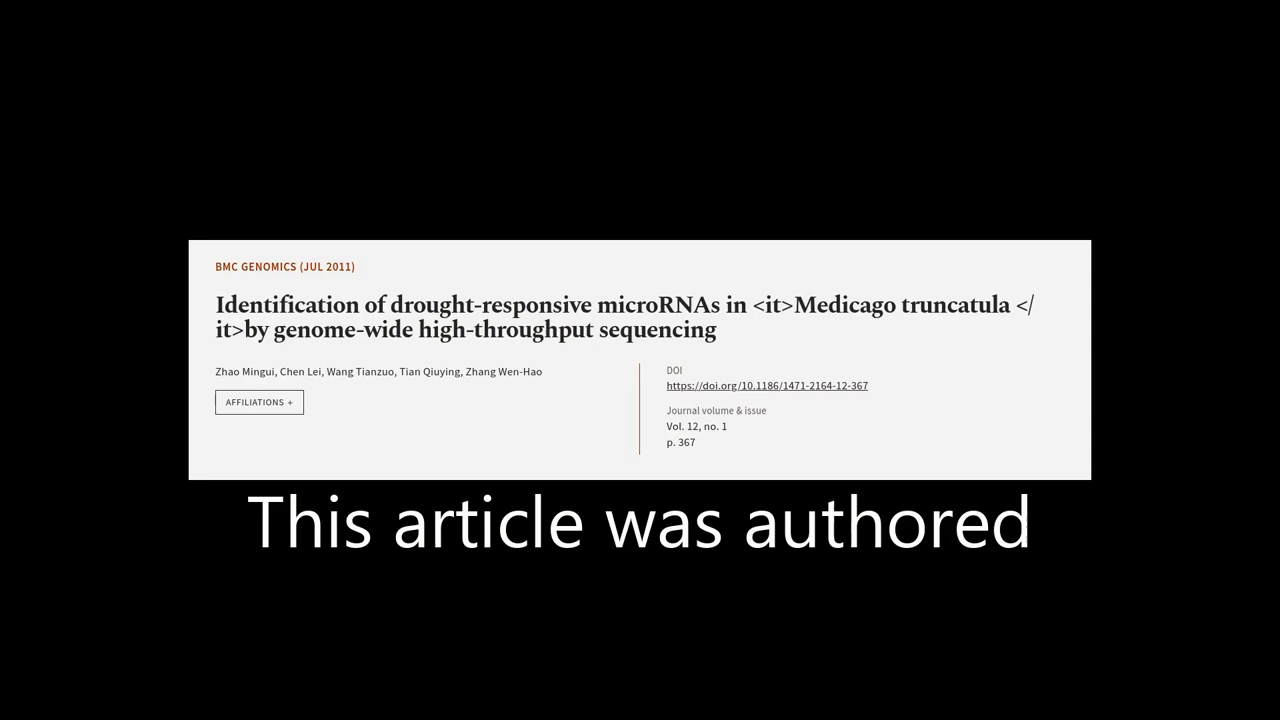 BMC GENOMICS (JUL 2011)
Identification of drought-responsive microRNAs in <it>Medicago truncatula </
it>by genome-wide high-throughput sequencing
Zhao Mingui, Chen Lei, Wang Tianzuo, Tian Qiuying, Zhang Wen-Hao
AFFILIATIONS +
DOI
https://doi.org/10.1186/1471-2164-12-367
Journal volume & issue
Vol. 12, no. 1
p. 367
This article was authored